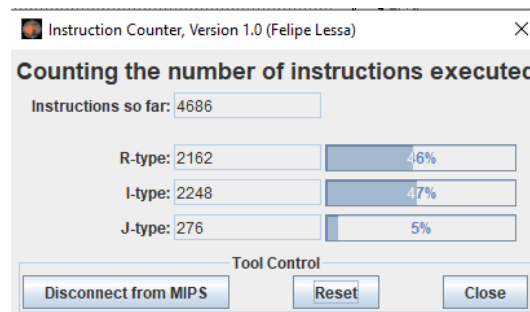 Instruction Counter, Version 1.0 (Felipe Lessa)
Counting the number of instructions executed
Instructions so far: 4686
R-type: 2162 46%
I-type: 2248 47%
J-type: 276 5%
Tool Control
Disconnect from MIPS Reset Close